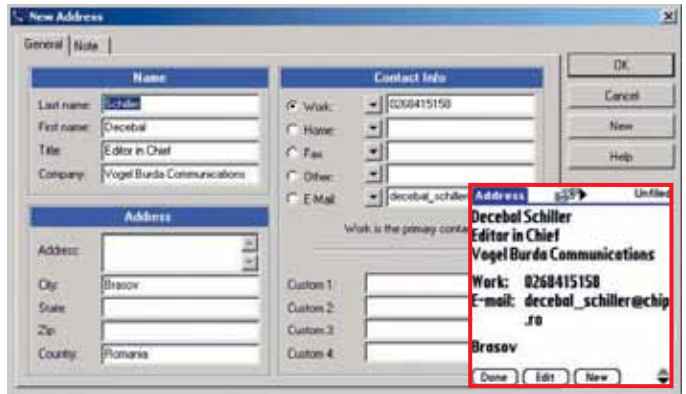 New Address
General Note
Name
Last name: Schiller
First name: Decebal
Title: Editor in Chief
Company: Vogel Burda Communications
Address
Address:
City: Brasov
State:
Zip:
Country: Romania
Contact Info
Work: 0268415158
Home:
Fax:
Other:
E-Mail: decebal_schiller
Work is the primary conta
Custom 1:
Custom 2:
Custom 3:
Custom 4:
OK
Cancel
New
Help
Address Unfiled
Decebal Schiller
Editor in Chief
Vogel Burda Communications
Work: 0268415158
E-mail: decebal_schiller@chip
.ro
Brasov
Done Edit New